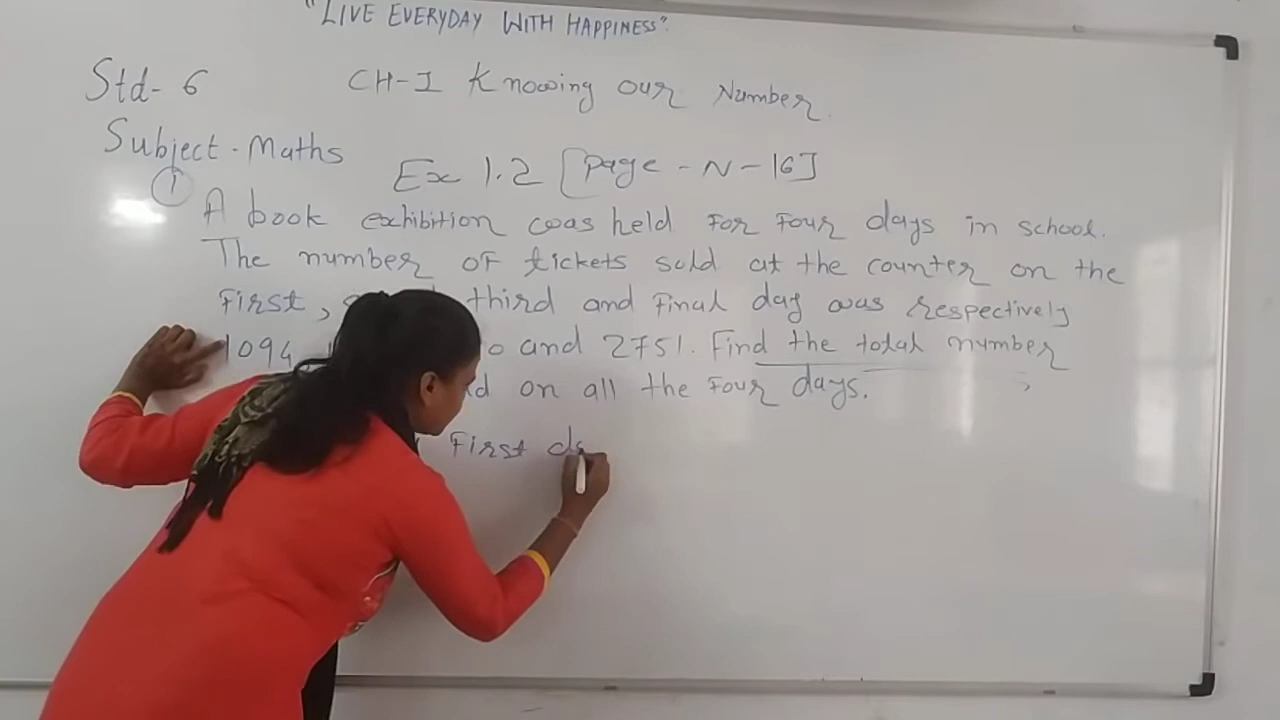 "LIVE EVERYDAY WITH HAPPINESS".
Std- 6 CH-I Knowing our Number.
Subject - Maths
Ex 1.2 [Page - N - 16]
① A book exhibition was held For Four days in school.
The number of tickets sold at the counter on the
First, third and Final day was respectively
1094 and 2751. Find the total number
on all the Four days.
First